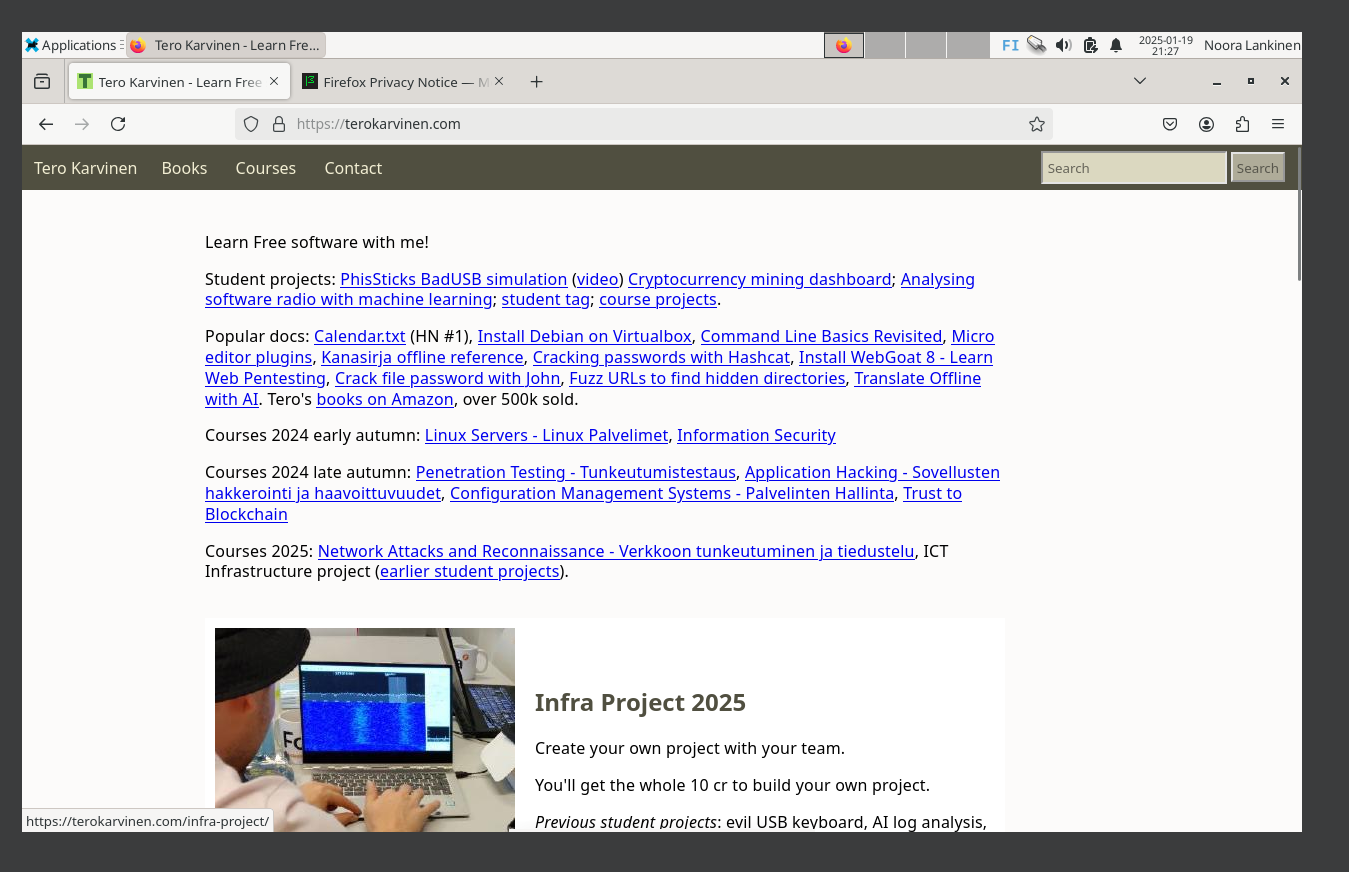 Applications
Tero Karvinen - Learn Fre...
FI
2025-01-19
21:27
Noora Lankinen
Tero Karvinen - Learn Free
Firefox Privacy Notice — M
https://terokarvinen.com
Tero Karvinen
Books
Courses
Contact
Search
Search
Learn Free software with me!
Student projects: PhisSticks BadUSB simulation (video) Cryptocurrency mining dashboard; Analysing
software radio with machine learning; student tag; course projects.
Popular docs: Calendar.txt (HN #1), Install Debian on Virtualbox, Command Line Basics Revisited, Micro
editor plugins, Kanasirja offline reference, Cracking passwords with Hashcat, Install WebGoat 8 - Learn
Web Pentesting, Crack file password with John, Fuzz URLs to find hidden directories, Translate Offline
with AI. Tero's books on Amazon, over 500k sold.
Courses 2024 early autumn: Linux Servers - Linux Palvelimet, Information Security
Courses 2024 late autumn: Penetration Testing - Tunkeutumistestaus, Application Hacking - Sovellusten
hakkerointi ja haavoittuvuudet, Configuration Management Systems - Palvelinten Hallinta, Trust to
Blockchain
Courses 2025: Network Attacks and Reconnaissance - Verkkoon tunkeutuminen ja tiedustelu, ICT
Infrastructure project (earlier student projects).
Infra Project 2025
Create your own project with your team.
You'll get the whole 10 cr to build your own project.
Previous student projects: evil USB keyboard, AI log analysis,
https://terokarvinen.com/infra-project/